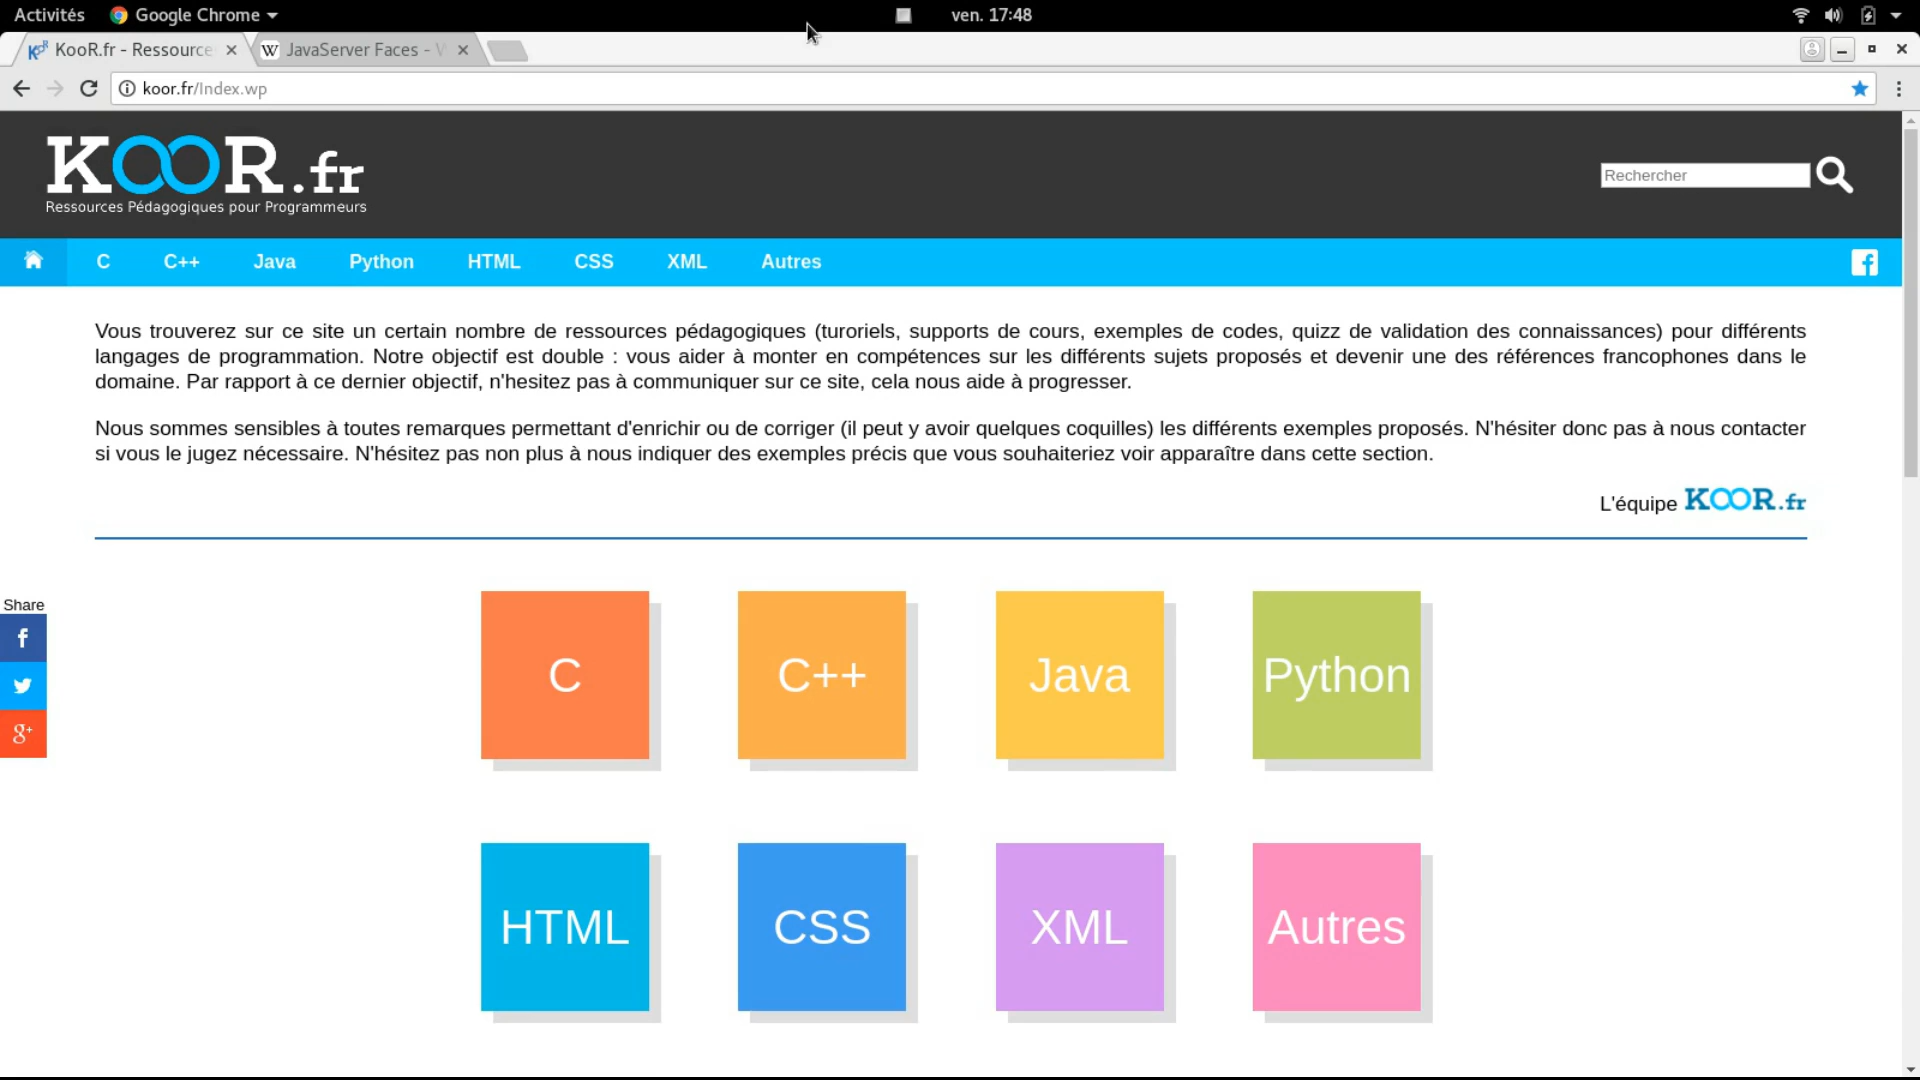 Activités Google Chrome ven. 17:48
KooR.fr - Ressource JavaServer Faces - W
koor.fr/Index.wp
KOOR.fr
Ressources Pédagogiques pour Programmeurs
Rechercher
C C++ Java Python HTML CSS XML Autres
Vous trouverez sur ce site un certain nombre de ressources pédagogiques (turoriels, supports de cours, exemples de codes, quizz de validation des connaissances) pour différents
langages de programmation. Notre objectif est double : vous aider à monter en compétences sur les différents sujets proposés et devenir une des références francophones dans le
domaine. Par rapport à ce dernier objectif, n'hesitez pas à communiquer sur ce site, cela nous aide à progresser.
Nous sommes sensibles à toutes remarques permettant d'enrichir ou de corriger (il peut y avoir quelques coquilles) les différents exemples proposés. N'hésiter donc pas à nous contacter
si vous le jugez nécessaire. N'hésitez pas non plus à nous indiquer des exemples précis que vous souhaiteriez voir apparaître dans cette section.
L'équipe KOOR.fr
Share
C C++ Java Python
HTML CSS XML Autres